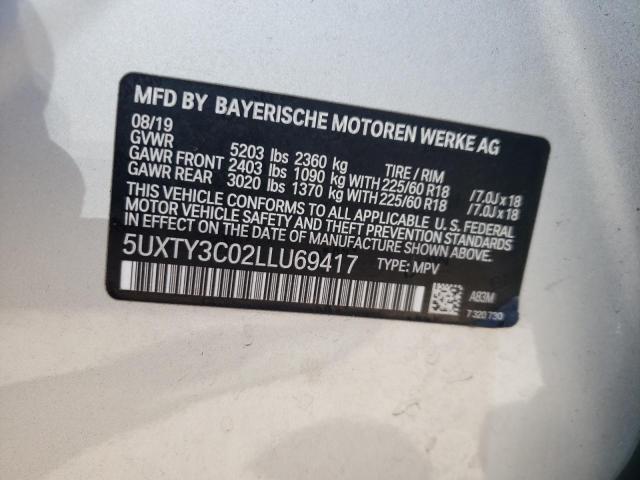 MFD BY BAYERISCHE MOTOREN WERKE AG
08/19
GVWR 5203 lbs 2360 kg TIRE / RIM
GAWR FRONT 2403 lbs 1090 kg WITH 225/60 R18 /7.0J x 18
GAWR REAR 3020 lbs 1370 kg WITH 225/60 R18 /7.0J x 18
THIS VEHICLE CONFORMS TO ALL APPLICABLE U.S. FEDERAL
MOTOR VEHICLE SAFETY AND THEFT PREVENTION STANDARDS
IN EFFECT ON THE DATE OF MANUFACTURE SHOWN ABOVE.
5UXTY3C02LLU69417 TYPE: MPV
A83M
7 320 730